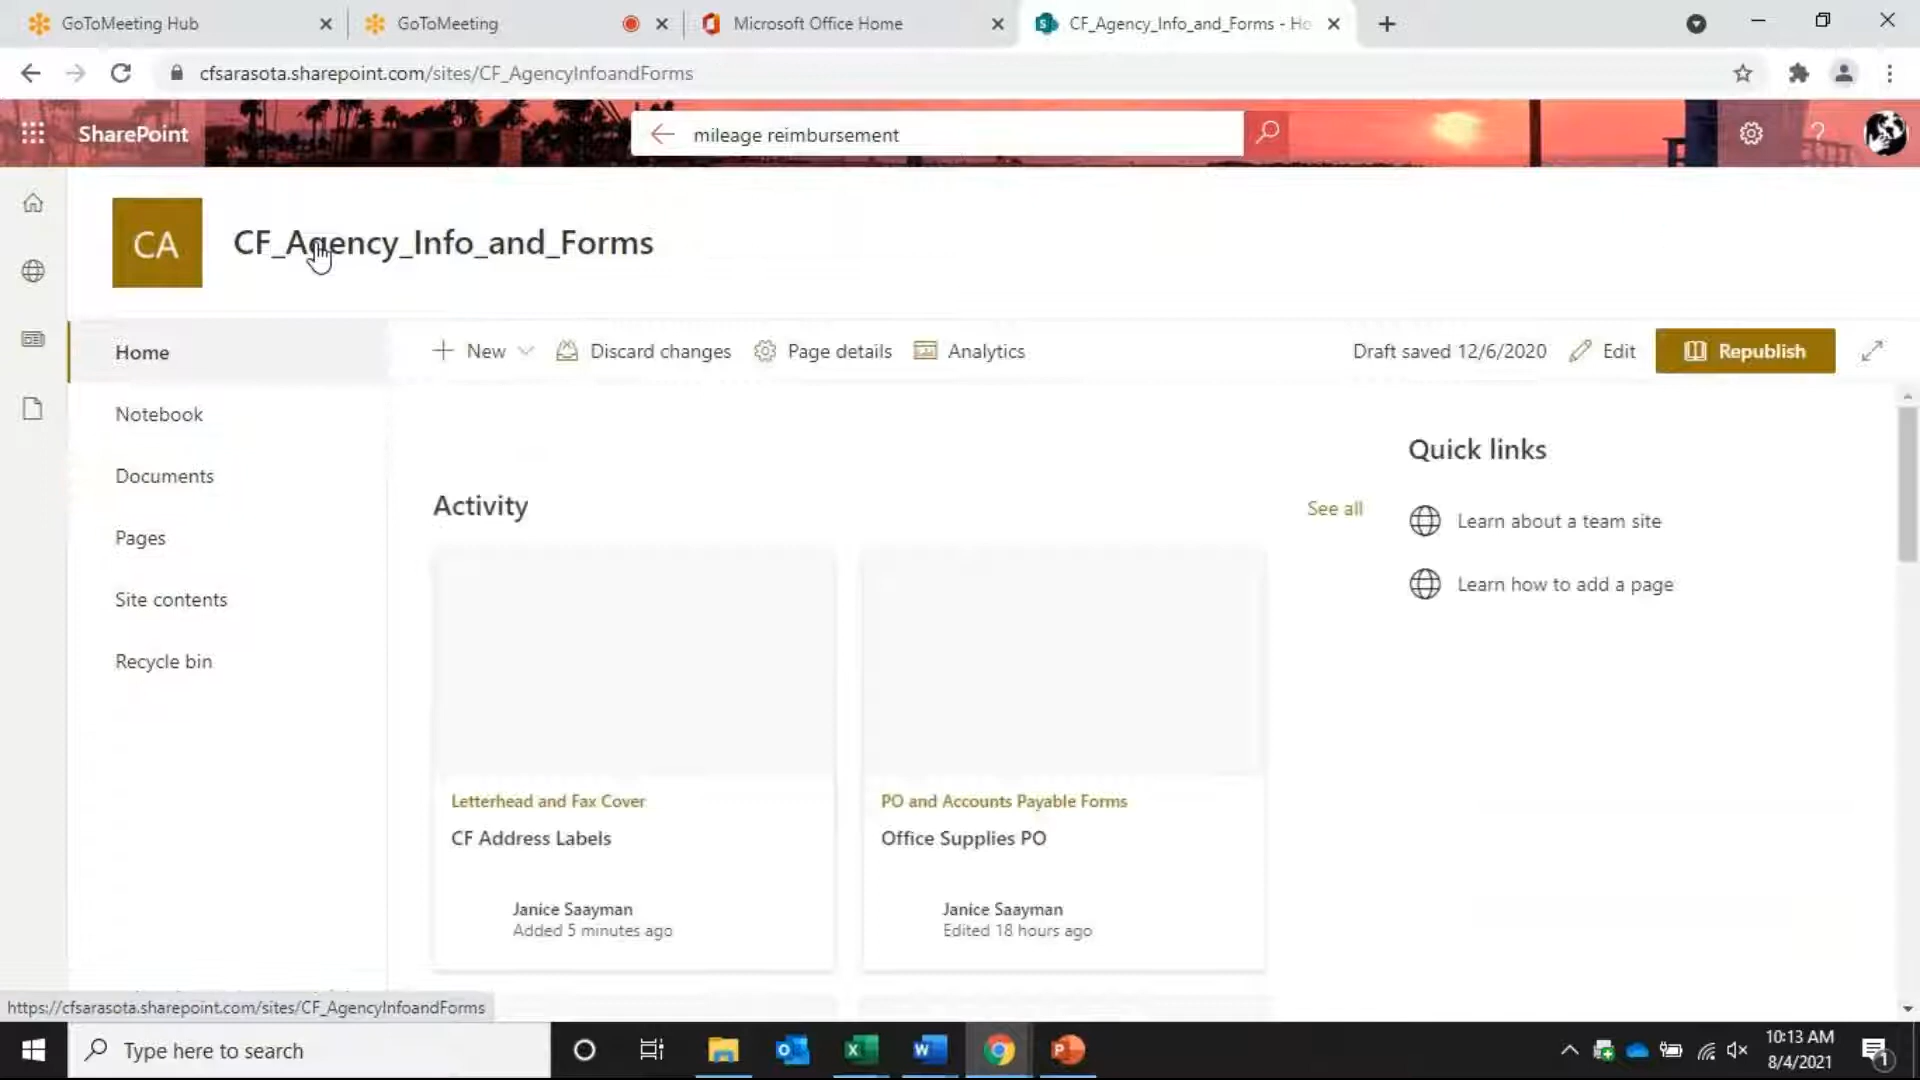 GoToMeeting Hub
GoToMeeting
Microsoft Office Home
CF_Agency_Info_and_Forms - Ho
cfsarasota.sharepoint.com/sites/CF_AgencyInfoandForms
SharePoint
mileage reimbursement
?
CA
CF_Agency_Info_and_Forms
Home
New
Discard changes
Page details
Analytics
Draft saved 12/6/2020
Edit
Republish
Notebook
Documents
Pages
Site contents
Recycle bin
Activity
See all
Quick links
Learn about a team site
Learn how to add a page
Letterhead and Fax Cover
CF Address Labels
Janice Saayman
Added 5 minutes ago
PO and Accounts Payable Forms
Office Supplies PO
Janice Saayman
Edited 18 hours ago
https://cfsarasota.sharepoint.com/sites/CF_AgencyInfoandForms
Type here to search
10:13 AM
8/4/2021
1